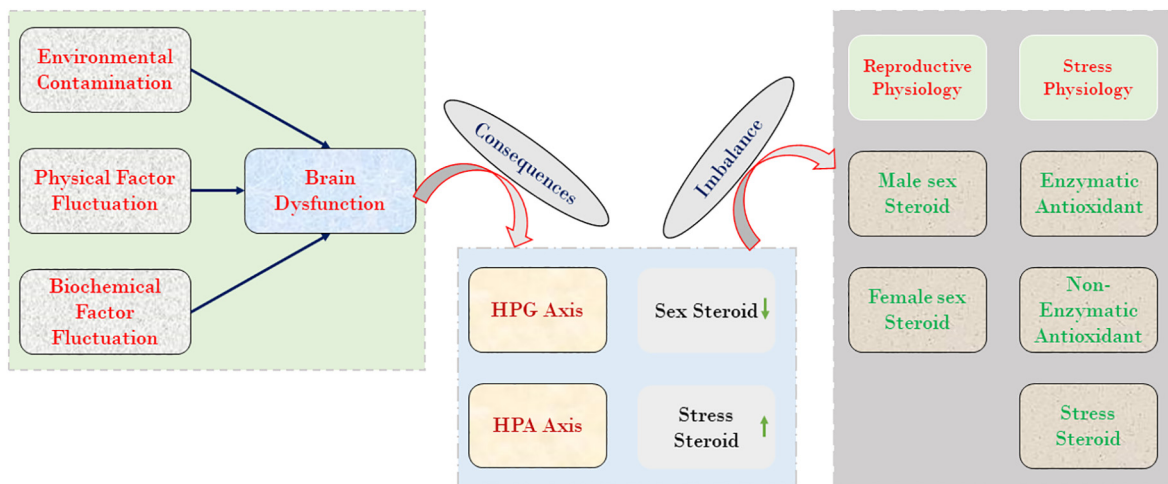 Environmental
Contamination
Physical Factor
Fluctuation
Biochemical
Factor
Fluctuation
Brain
Dysfunction
Consequences
HPG Axis
Sex Steroid
HPA Axis
Stress
Steroid
Imbalance
Reproductive
Physiology
Stress
Physiology
Male sex
Steroid
Enzymatic
Antioxidant
Female sex
Steroid
Non-
Enzymatic
Antioxidant
Stress
Steroid